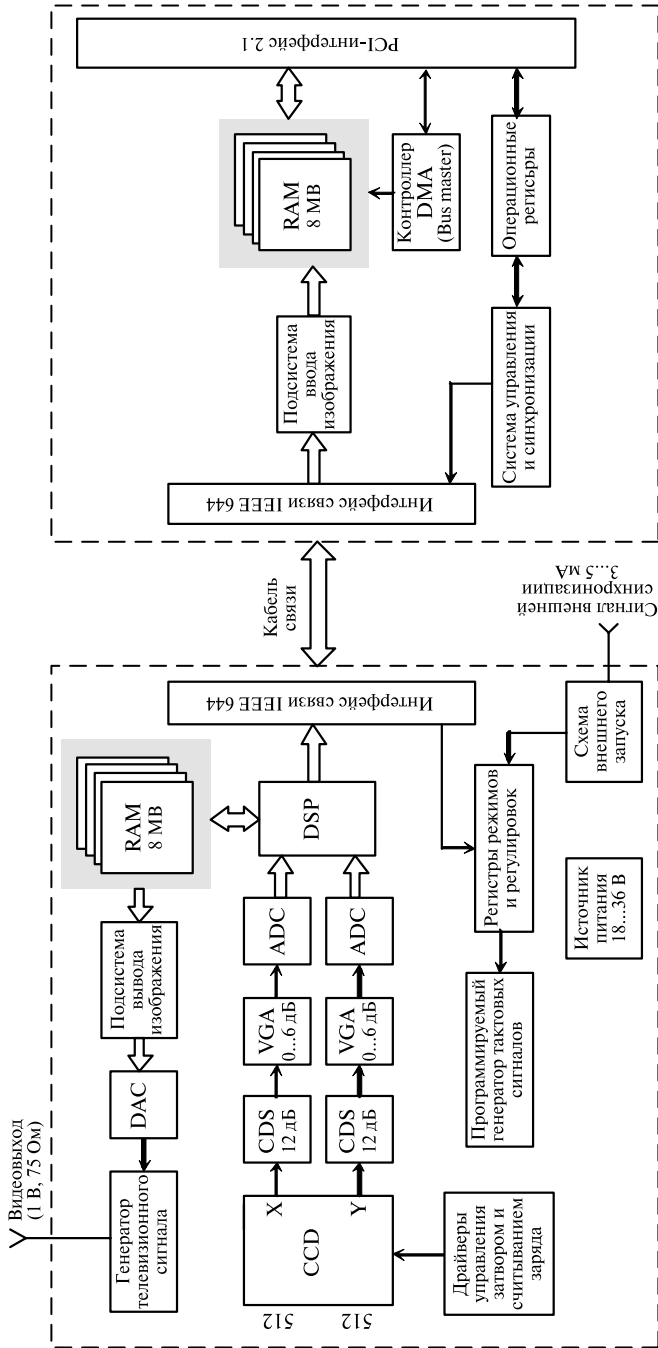 Видеовыход
(1 В, 75 Ом)
Генератор
телевизионного
сигнала
DAC
Подсистема
вывода
изображения
RAM
8 MB
512
512
CCD
X
Y
CDS
12 дБ
VGA
0...6 дБ
ADC
CDS
12 дБ
VGA
0...6 дБ
ADC
DSP
Интерфейс связи IEEE 644
Драйверы
управления
затвором и
считыванием
заряда
Программируемый
генератор тактовых
сигналов
Регистры режимов
и регулировок
Источник
питания
18...36 В
Схема
внешнего
запуска
Сигнал внешней
синхронизации
3...5 мА
Кабель
связи
Интерфейс связи IEEE 644
Подсистема
ввода
изображения
RAM
8 MB
Контроллер
DMA
(Bus master)
PCI-интерфейс 2.1
Система управления
и синхронизации
Операционные
регисьры